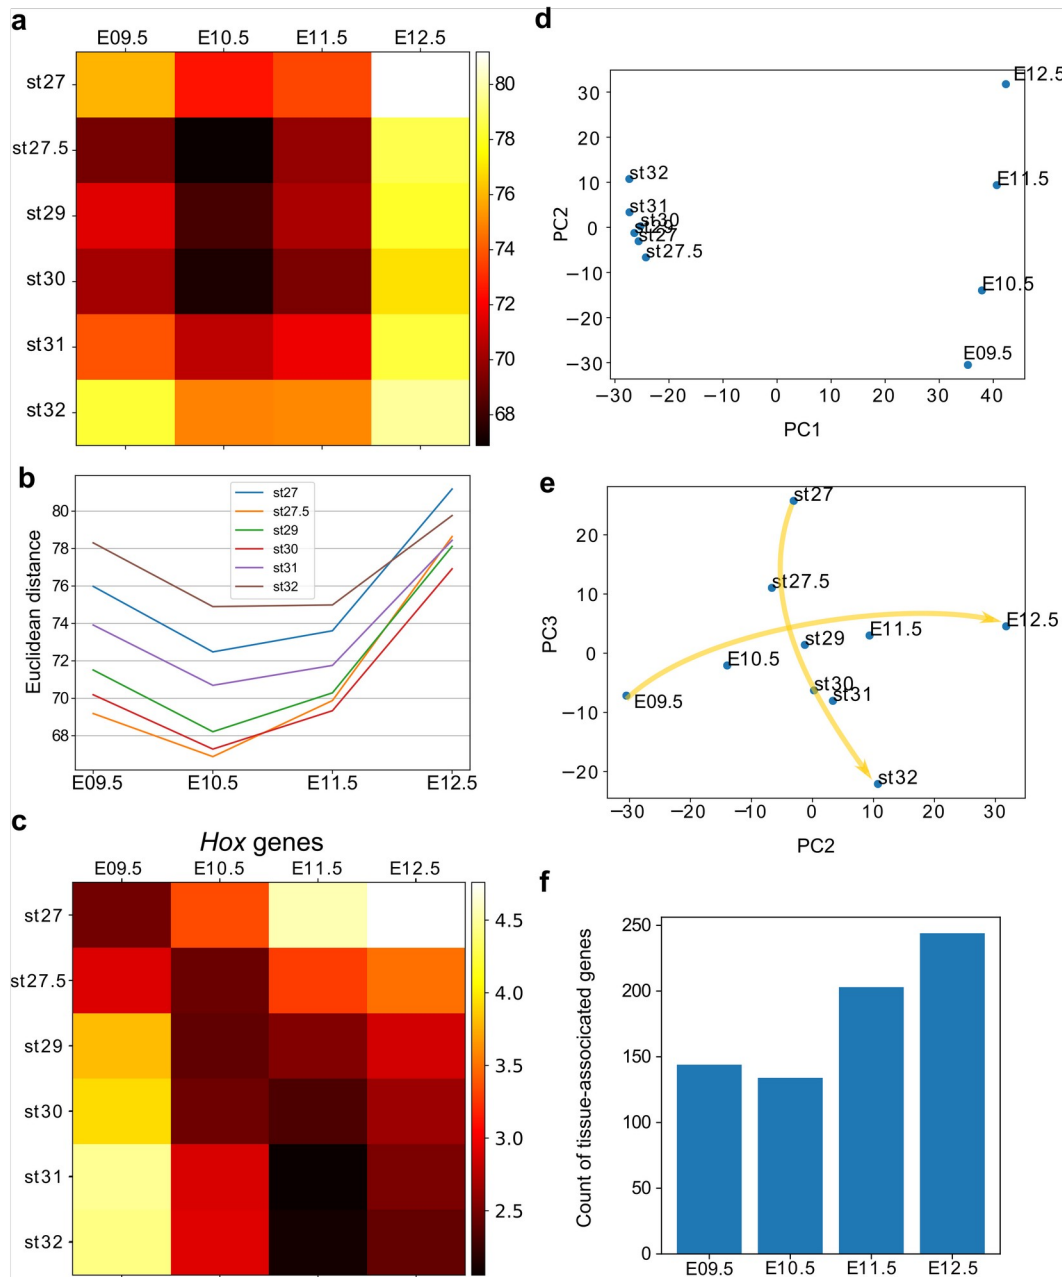 a
E09.5 E10.5 E11.5 E12.5
st27
st27.5
st29
st30
st31
st32
80
78
76
74
72
70
68
b
Euclidean distance
80
78
76
74
72
70
68
st27
st27.5
st29
st30
st31
st32
E09.5 E10.5 E11.5 E12.5
c
Hox genes
E09.5 E10.5 E11.5 E12.5
st27
st27.5
st29
st30
st31
st32
4.5
4.0
3.5
3.0
2.5
d
PC2
30
20
10
0
−10
−20
−30
E12.5
E11.5
E10.5
E09.5
st32
st31
st30
st29
st27
st27.5
−30 −20 −10 0 10 20 30 40
PC1
e
PC3
20
10
0
−10
−20
st27
st27.5
st29
E11.5
E12.5
E10.5
E09.5
st30
st31
st32
−30 −20 −10 0 10 20 30
PC2
f
Count of tissue-associcated genes
250
200
150
100
50
0
E09.5 E10.5 E11.5 E12.5